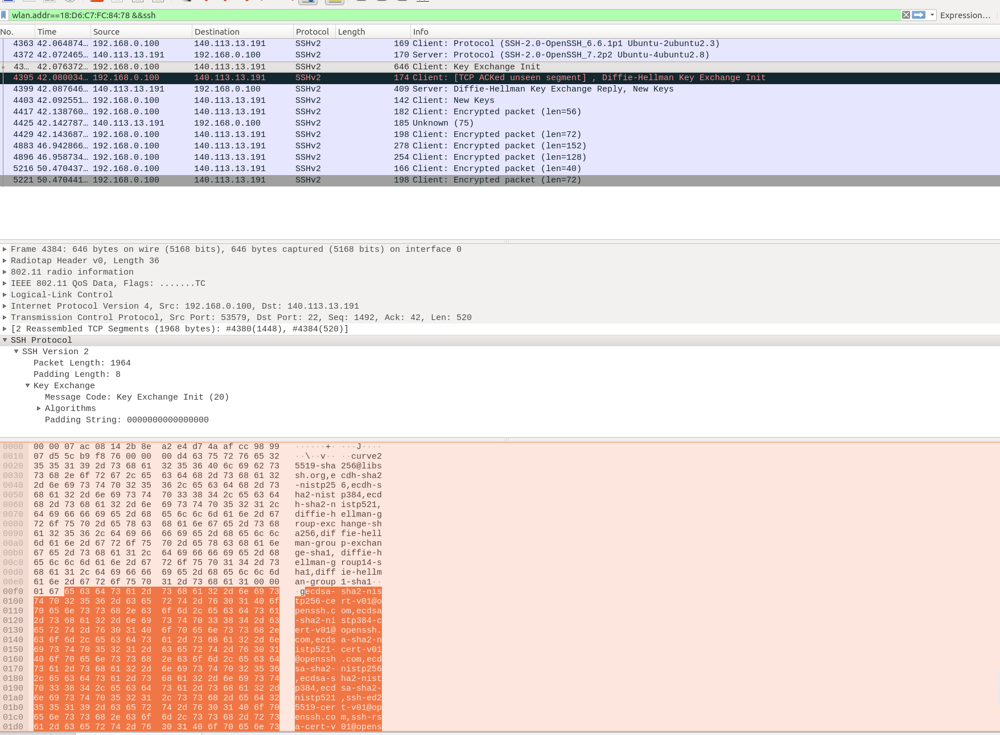 wlan.addr==18:D6:C7:FC:84:78 &&ssh
Expression…
No. Time Source Destination Protocol Length Info
4363 42.064874… 192.168.0.100 140.113.13.191 SSHv2 169 Client: Protocol (SSH-2.0-OpenSSH_6.6.1p1 Ubuntu-2ubuntu2.3)
4372 42.072465… 140.113.13.191 192.168.0.100 SSHv2 170 Server: Protocol (SSH-2.0-OpenSSH_7.2p2 Ubuntu-4ubuntu2.8)
43… 42.076372… 192.168.0.100 140.113.13.191 SSHv2 646 Client: Key Exchange Init
4395 42.080034… 192.168.0.100 140.113.13.191 SSHv2 174 Client: [TCP ACKed unseen segment] , Diffie-Hellman Key Exchange Init
4399 42.087646… 140.113.13.191 192.168.0.100 SSHv2 409 Server: Diffie-Hellman Key Exchange Reply, New Keys
4403 42.092551… 192.168.0.100 140.113.13.191 SSHv2 142 Client: New Keys
4417 42.138760… 192.168.0.100 140.113.13.191 SSHv2 182 Client: Encrypted packet (len=56)
4425 42.142787… 140.113.13.191 192.168.0.100 SSHv2 185 Unknown (75)
4429 42.143687… 192.168.0.100 140.113.13.191 SSHv2 198 Client: Encrypted packet (len=72)
4883 46.942866… 192.168.0.100 140.113.13.191 SSHv2 278 Client: Encrypted packet (len=152)
4896 46.958734… 192.168.0.100 140.113.13.191 SSHv2 254 Client: Encrypted packet (len=128)
5216 50.470437… 192.168.0.100 140.113.13.191 SSHv2 166 Client: Encrypted packet (len=40)
5221 50.470441… 192.168.0.100 140.113.13.191 SSHv2 198 Client: Encrypted packet (len=72)
Frame 4384: 646 bytes on wire (5168 bits), 646 bytes captured (5168 bits) on interface 0
Radiotap Header v0, Length 36
802.11 radio information
IEEE 802.11 QoS Data, Flags: .......TC
Logical-Link Control
Internet Protocol Version 4, Src: 192.168.0.100, Dst: 140.113.13.191
Transmission Control Protocol, Src Port: 53579, Dst Port: 22, Seq: 1492, Ack: 42, Len: 520
[2 Reassembled TCP Segments (1968 bytes): #4380(1448), #4384(520)]
SSH Protocol
SSH Version 2
Packet Length: 1964
Padding Length: 8
Key Exchange
Message Code: Key Exchange Init (20)
Algorithms
Padding String: 0000000000000000
0000 00 00 07 ac 08 14 2b 8e a2 e4 d7 4a af cc 98 99 ······+· ···J····
0010 07 d5 5c b9 f8 76 00 00 00 d4 63 75 72 76 65 32 ··\··v·· ··curve2
0020 35 35 31 39 2d 73 68 61 32 35 36 40 6c 69 62 73 5519-sha 256@libs
0030 73 68 2e 6f 72 67 2c 65 63 64 68 2d 73 68 61 32 sh.org,e cdh-sha2
0040 2d 6e 69 73 74 70 32 35 36 2c 65 63 64 68 2d 73 -nistp25 6,ecdh-s
0050 68 61 32 2d 6e 69 73 74 70 33 38 34 2c 65 63 64 ha2-nist p384,ecd
0060 68 2d 73 68 61 32 2d 6e 69 73 74 70 35 32 31 2c h-sha2-n istp521,
0070 64 69 66 66 69 65 2d 68 65 6c 6c 6d 61 6e 2d 67 diffie-h ellman-g
0080 72 6f 75 70 2d 65 78 63 68 61 6e 67 65 2d 73 68 roup-exc hange-sh
0090 61 32 35 36 2c 64 69 66 66 69 65 2d 68 65 6c 6c a256,dif fie-hell
00a0 6d 61 6e 2d 67 72 6f 75 70 2d 65 78 63 68 61 6e man-grou p-exchan
00b0 67 65 2d 73 68 61 31 2c 64 69 66 66 69 65 2d 68 ge-sha1, diffie-h
00c0 65 6c 6c 6d 61 6e 2d 67 72 6f 75 70 31 34 2d 73 ellman-g roup14-s
00d0 68 61 31 2c 64 69 66 66 69 65 2d 68 65 6c 6c 6d ha1,diff ie-hellm
00e0 61 6e 2d 67 72 6f 75 70 31 2d 73 68 61 31 00 00 an-group 1-sha1··
00f0 01 67 65 63 64 73 61 2d 73 68 61 32 2d 6e 69 73 ·gecdsa- sha2-nis
0100 74 70 32 35 36 2d 63 65 72 74 2d 76 30 31 40 6f tp256-ce rt-v01@o
0110 70 65 6e 73 73 68 2e 63 6f 6d 2c 65 63 64 73 61 penssh.c om,ecdsa
0120 2d 73 68 61 32 2d 6e 69 73 74 70 33 38 34 2d 63 -sha2-ni stp384-c
0130 65 72 74 2d 76 30 31 40 6f 70 65 6e 73 73 68 2e ert-v01@ openssh.
0140 63 6f 6d 2c 65 63 64 73 61 2d 73 68 61 32 2d 6e com,ecds a-sha2-n
0150 69 73 74 70 35 32 31 2d 63 65 72 74 2d 76 30 31 istp521- cert-v01
0160 40 6f 70 65 6e 73 73 68 2e 63 6f 6d 2c 65 63 64 @openssh .com,ecd
0170 73 61 2d 73 68 61 32 2d 6e 69 73 74 70 32 35 36 sa-sha2- nistp256
0180 2c 65 63 64 73 61 2d 73 68 61 32 2d 6e 69 73 74 ,ecdsa-s ha2-nist
0190 70 33 38 34 2c 65 63 64 73 61 2d 73 68 61 32 2d p384,ecd sa-sha2-
01a0 6e 69 73 74 70 35 32 31 2c 73 73 68 2d 65 64 32 nistp521 ,ssh-ed2
01b0 35 35 31 39 2d 63 65 72 74 2d 76 30 31 40 6f 70 5519-cer t-v01@op
01c0 65 6e 73 73 68 2e 63 6f 6d 2c 73 73 68 2d 72 73 enssh.co m,ssh-rs
01d0 61 2d 63 65 72 74 2d 76 30 31 40 6f 70 65 6e 73 a-cert-v 01@opens